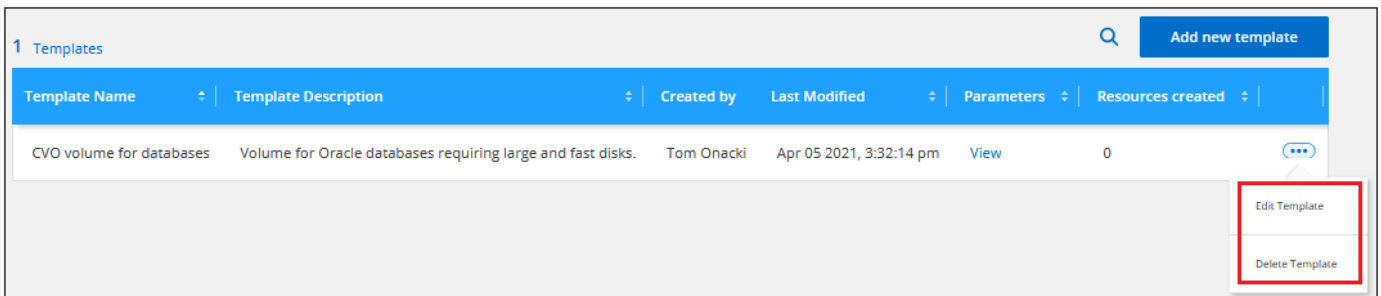 1 Templates
Add new template
Template Name Template Description Created by Last Modified Parameters Resources created
CVO volume for databases Volume for Oracle databases requiring large and fast disks. Tom Onacki Apr 05 2021, 3:32:14 pm View 0
Edit Template
Delete Template